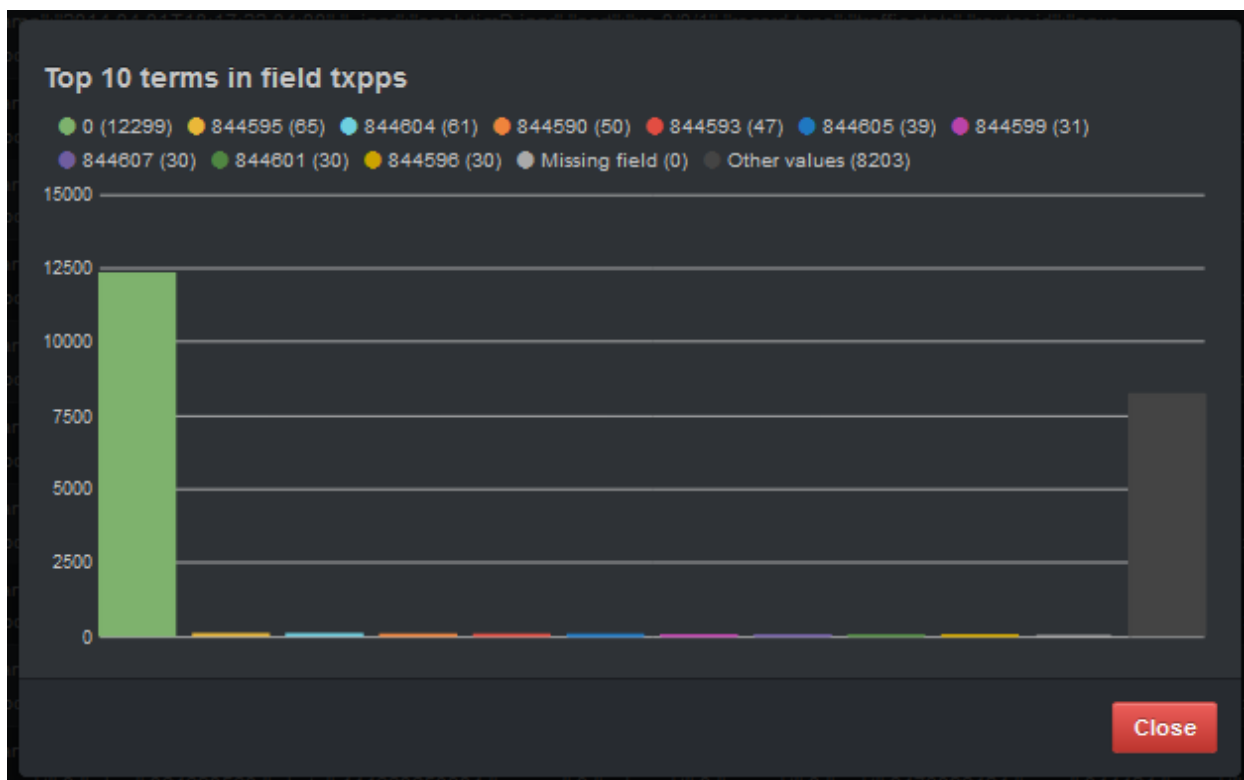 Top 10 terms in field txpps
0 (12299) 844595 (65) 844604 (61) 844590 (50) 844593 (47) 844605 (39) 844599 (31)
844607 (30) 844601 (30) 844596 (30) Missing field (0) Other values (8203)
15000
12500
10000
7500
5000
2500
0
Close